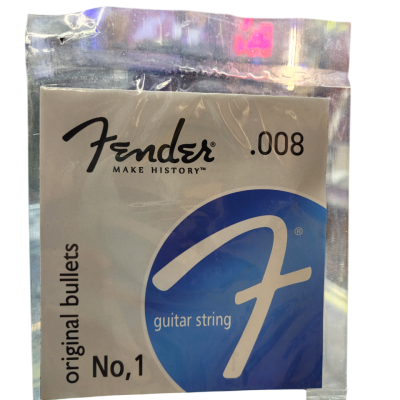 Fender®
MAKE HISTORY™
.008
original bullets
F®
guitar string
No,1